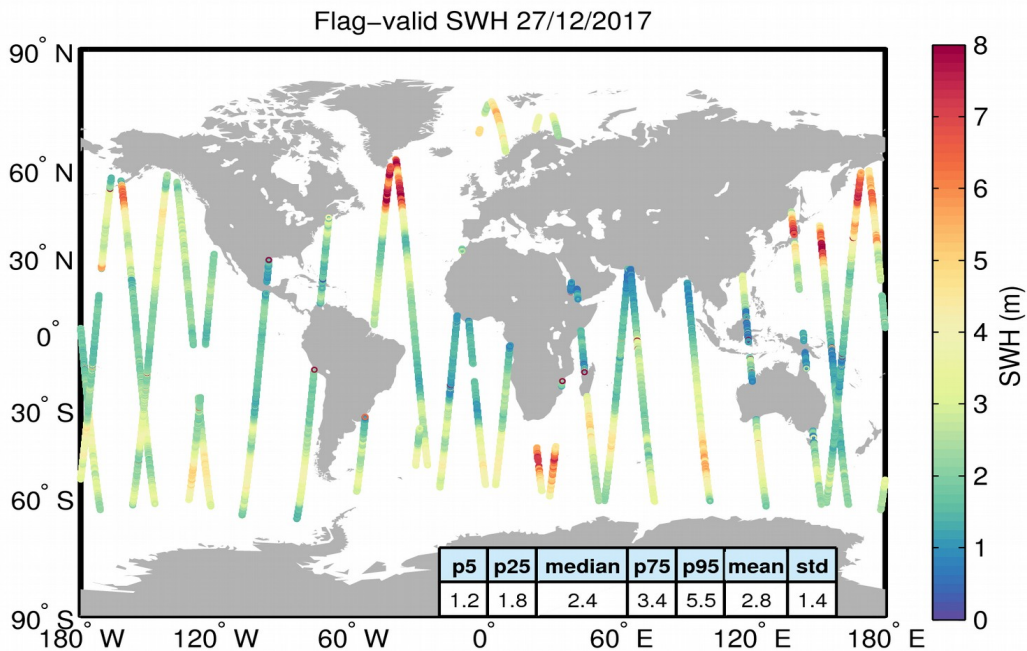 Flag−valid SWH 27/12/2017
90° N
60° N
30° N
0°
30° S
60° S
90° S
180° W
120° W
60° W
0°
60° E
120° E
180° E
p5 p25 median p75 p95 mean std
1.2 1.8 2.4 3.4 5.5 2.8 1.4
8
7
6
5
4
3
2
1
0
SWH (m)